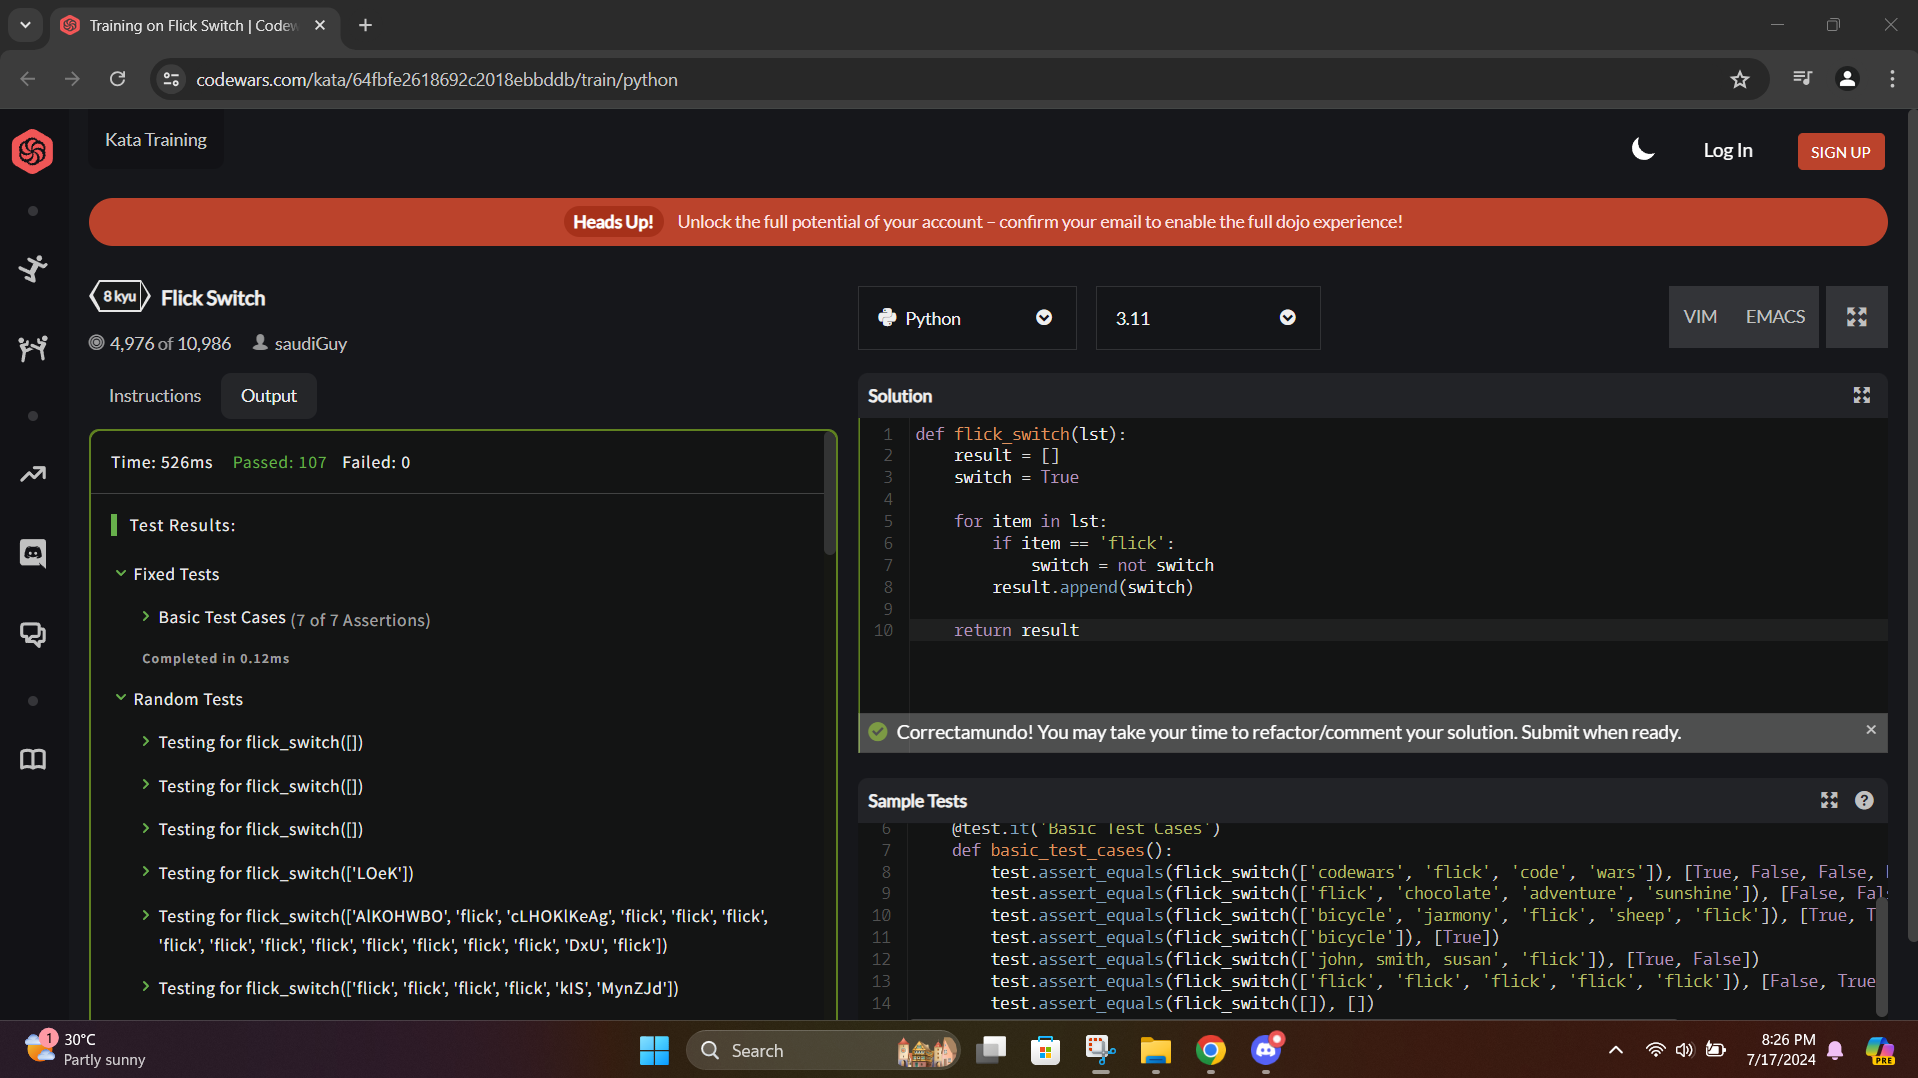 Training on Flick Switch | Codew
codewars.com/kata/64fbfe2618692c2018ebbddb/train/python
Kata Training
Log In
SIGN UP
Heads Up! Unlock the full potential of your account – confirm your email to enable the full dojo experience!
8 kyu Flick Switch
4,976 of 10,986 saudiGuy
Python
3.11
VIM EMACS
Instructions Output
Time: 526ms Passed: 107 Failed: 0
Test Results:
Fixed Tests
Basic Test Cases (7 of 7 Assertions)
Completed in 0.12ms
Random Tests
Testing for flick_switch([])
Testing for flick_switch([])
Testing for flick_switch([])
Testing for flick_switch(['LOeK'])
Testing for flick_switch(['AlKOHWBO', 'flick', 'cLHOKlKeAg', 'flick', 'flick', 'flick',
'flick', 'flick', 'flick', 'flick', 'flick', 'flick', 'flick', 'flick', 'DxU', 'flick'])
Testing for flick_switch(['flick', 'flick', 'flick', 'flick', 'kIS', 'MynZJd'])
Solution
1 def flick_switch(lst):
2 result = []
3 switch = True
4
5 for item in lst:
6 if item == 'flick':
7 switch = not switch
8 result.append(switch)
9
10 return result
Correctamundo! You may take your time to refactor/comment your solution. Submit when ready.
Sample Tests
6 @test.it('Basic Test Cases')
7 def basic_test_cases():
8 test.assert_equals(flick_switch(['codewars', 'flick', 'code', 'wars']), [True, False, False,
9 test.assert_equals(flick_switch(['flick', 'chocolate', 'adventure', 'sunshine']), [False, Fal
10 test.assert_equals(flick_switch(['bicycle', 'jarmony', 'flick', 'sheep', 'flick']), [True, T
11 test.assert_equals(flick_switch(['bicycle']), [True])
12 test.assert_equals(flick_switch(['john, smith, susan', 'flick']), [True, False])
13 test.assert_equals(flick_switch(['flick', 'flick', 'flick', 'flick', 'flick']), [False, True
14 test.assert_equals(flick_switch([]), [])
1
30°C
Partly sunny
Search
PRE
8:26 PM
7/17/2024